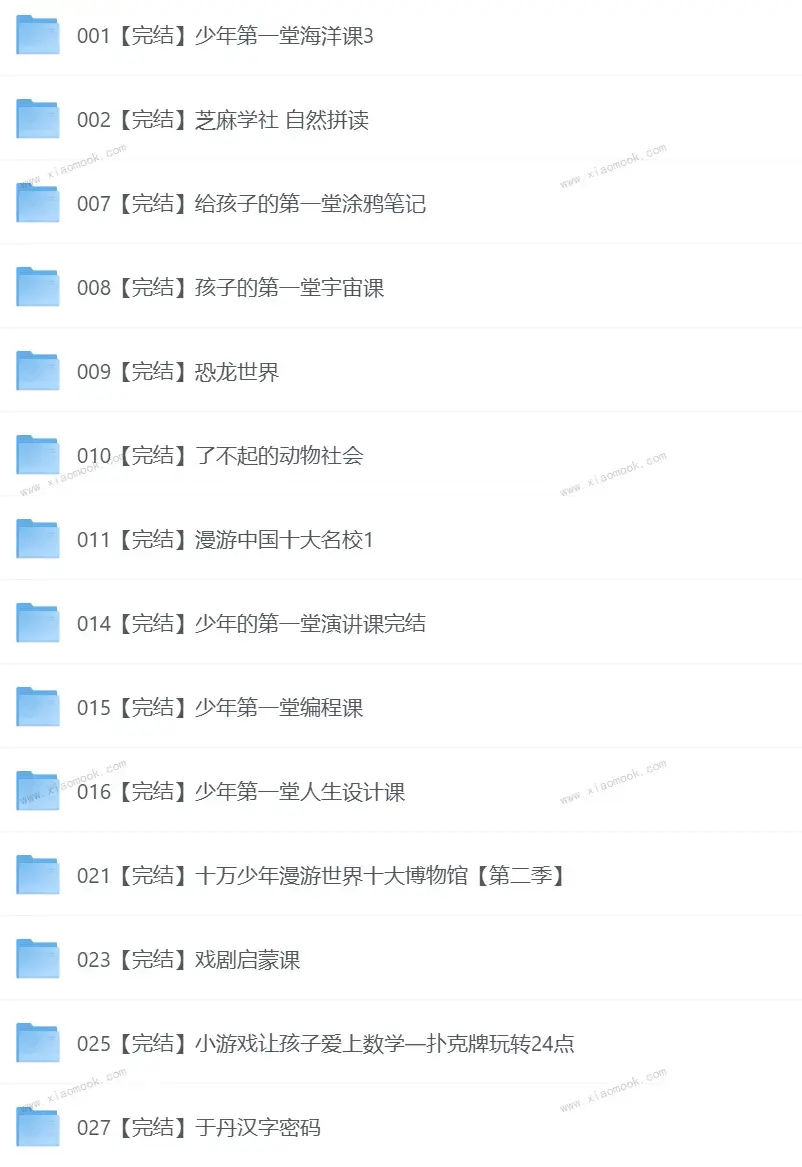 001【完结】少年第一堂海洋课3
002【完结】芝麻学社 自然拼读
www.xiaomook.com
www.xiaomook.com
007【完结】给孩子的第一堂涂鸦笔记
008【完结】孩子的第一堂宇宙课
009【完结】恐龙世界
010【完结】了不起的动物社会
www.xiaomook.com
www.xiaomook.com
011【完结】漫游中国十大名校1
014【完结】少年的第一堂演讲课完结
015【完结】少年第一堂编程课
www.xiaomook.com
www.xiaomook.com
016【完结】少年第一堂人生设计课
021【完结】十万少年漫游世界十大博物馆【第二季】
023【完结】戏剧启蒙课
025【完结】小游戏让孩子爱上数学—扑克牌玩转24点
www.xiaomook.com
www.xiaomook.com
027【完结】于丹汉字密码